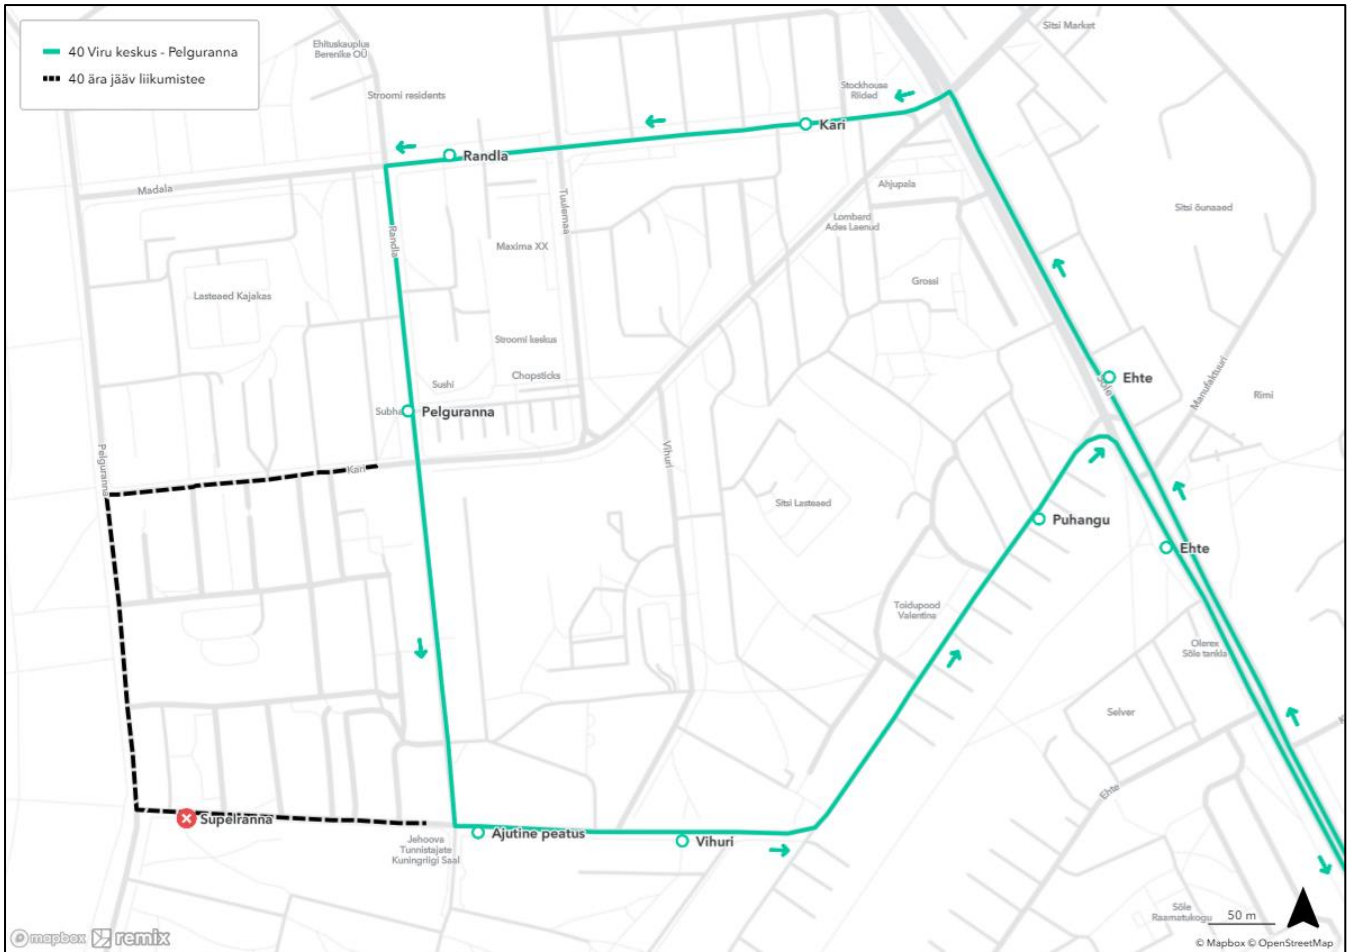 40 Viru keskus - Pelguranna
40 ära jääv liikumistee
Sitsi Market
Ehituskauplus
Berenike OÜ
Stroomi residents
Stockhouse
Riided
Kari
Randla
Madala
Tuulemaa
Ahjupala
Sitsi õunaaed
Randla
Lombard
Ades Laenud
Maxima XX
Grossi
Lasteaed Kajakas
Stroomi keskus
Chopsticks
Sushi
Ehte
Sõle
Manufaktuuri
Rimi
Subha
Pelguranna
Pelguranna
Kari
Vihuri
Sitsi Lasteaed
Puhangu
Ehte
Toidupood
Valentina
Olerex
Sõle tankla
Selver
Ehte
Supelranna
Jehoova
Tunnistajate
Kuningriigi Saal
Ajutine peatus
Vihuri
Sõle
Raamatukogu
50 m
mapbox
remix
© Mapbox © OpenStreetMap